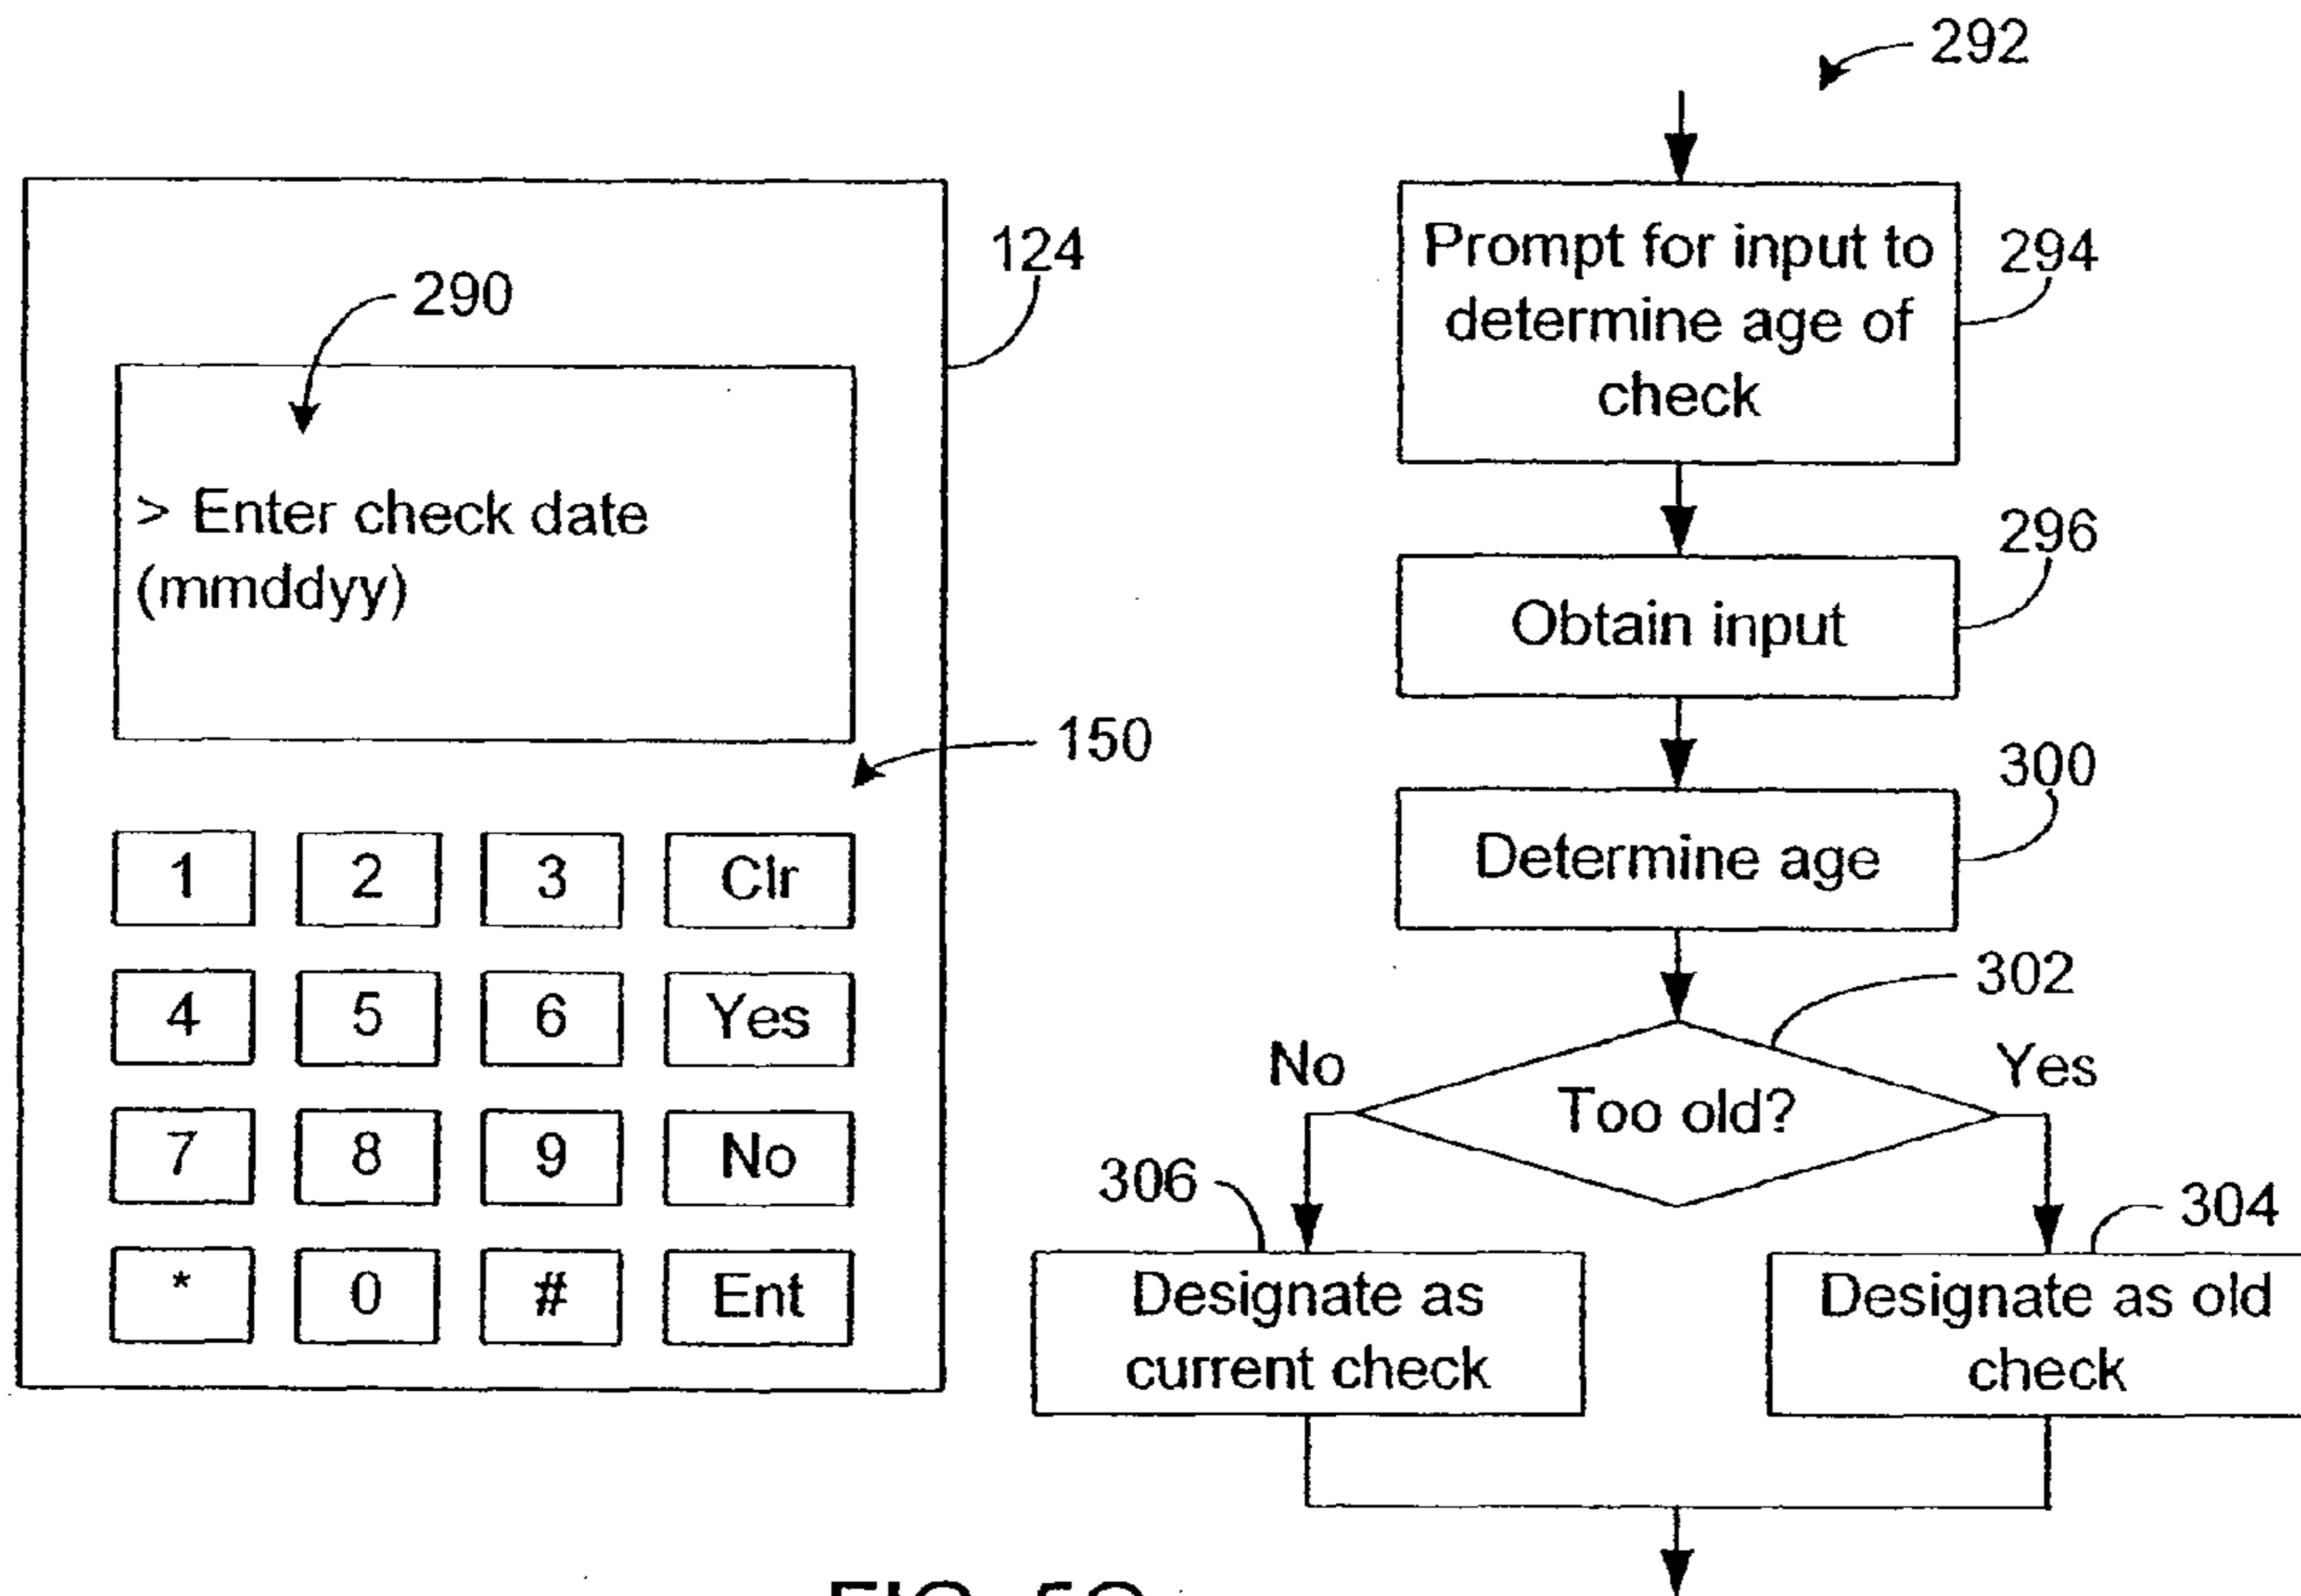 292
124
290
> Enter check date
(mmddyy)
150
1 2 3 Clr
4 5 6 Yes
7 8 9 No
* 0 # Ent
Prompt for input to
determine age of
check
294
Obtain input
296
Determine age
300
Too old?
302
No
Yes
306
Designate as
current check
304
Designate as old
check